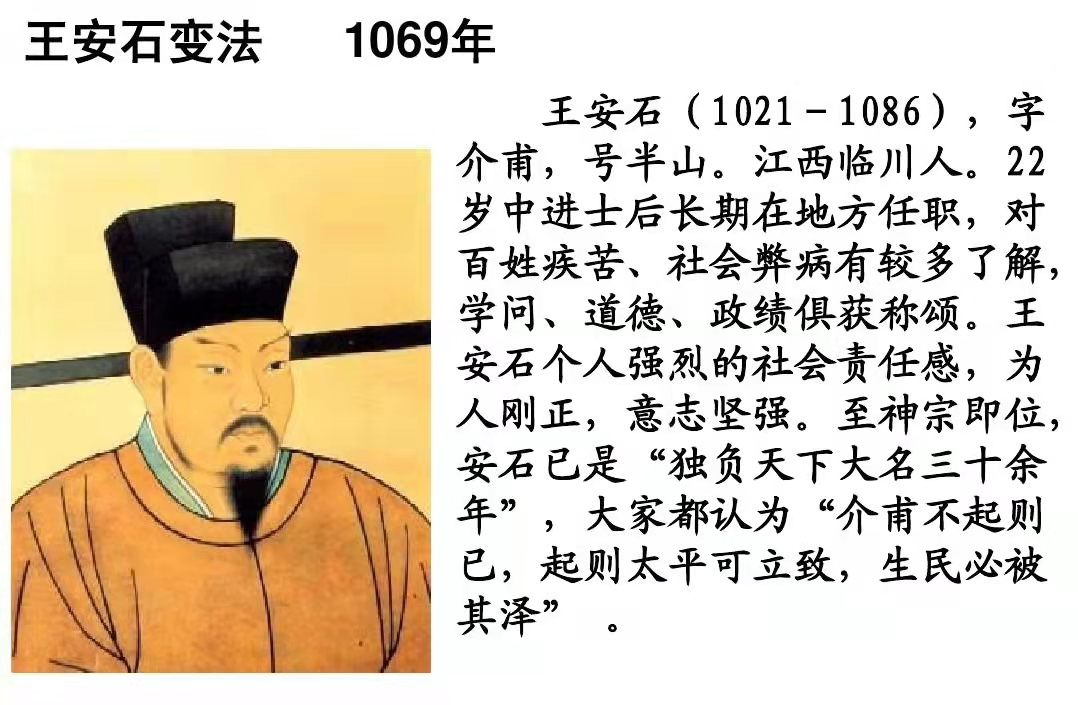 王安石变法 1069年
王安石（1021－1086），字
介甫，号半山。江西临川人。22
岁中进士后长期在地方任职，对
百姓疾苦、社会弊病有较多了解，
学问、道德、政绩俱获称颂。王
安石个人强烈的社会责任感，为
人刚正，意志坚强。至神宗即位，
安石已是“独负天下大名三十余
年”，大家都认为“介甫不起则
已，起则太平可立致，生民必被
其泽” 。